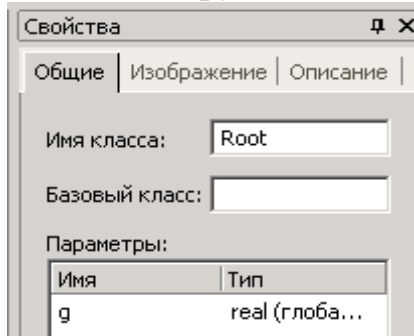 Свойства
Общие Изображение Описание
Имя класса: Root
Базовый класс:
Параметры:
Имя Тип
g real (глоба...